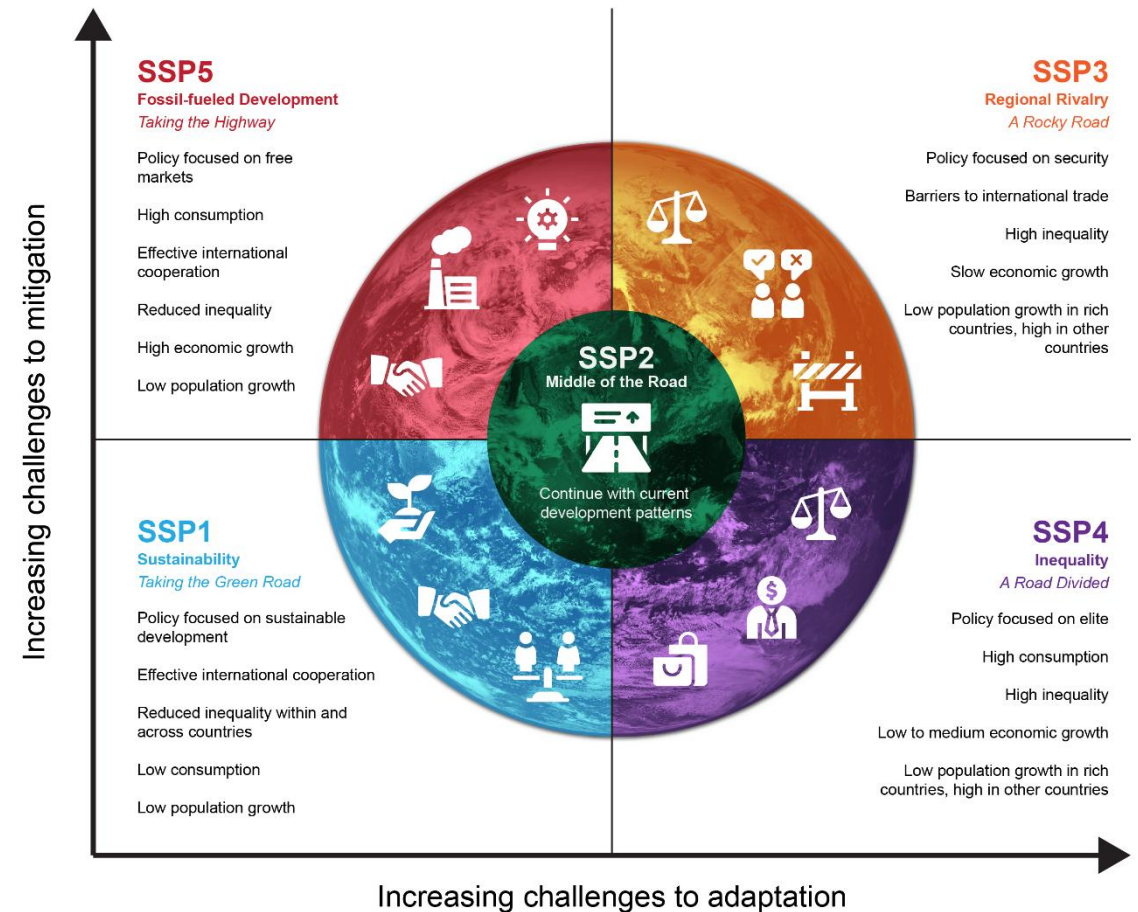 Increasing challenges to mitigation
SSP5
Fossil-fueled Development
Taking the Highway
Policy focused on free
markets
High consumption
Effective international
cooperation
Reduced inequality
High economic growth
Low population growth
SSP3
Regional Rivalry
A Rocky Road
Policy focused on security
Barriers to international trade
High inequality
Slow economic growth
Low population growth in rich
countries, high in other
countries
SSP2
Middle of the Road
Continue with current
development patterns
SSP1
Sustainability
Taking the Green Road
Policy focused on sustainable
development
Effective international cooperation
Reduced inequality within and
across countries
Low consumption
Low population growth
SSP4
Inequality
A Road Divided
Policy focused on elite
High consumption
High inequality
Low to medium economic growth
Low population growth in rich
countries, high in other countries
$
Increasing challenges to adaptation